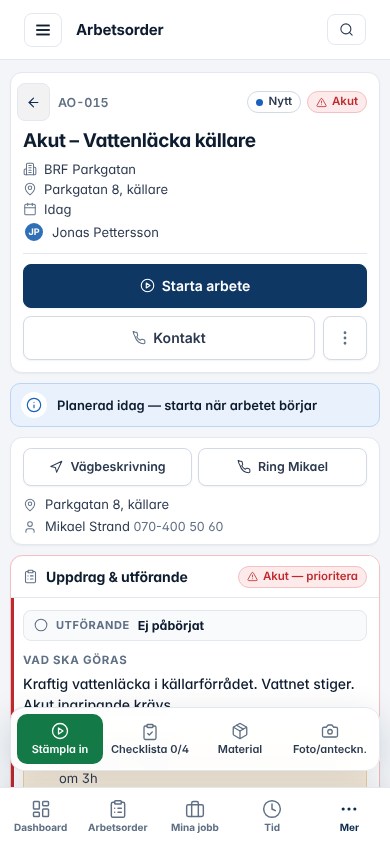 Arbetsorder
AO-015
Nytt
Akut
Akut – Vattenläcka källare
BRF Parkgatan
Parkgatan 8, källare
Idag
JP Jonas Pettersson
Starta arbete
Kontakt
Planerad idag — starta när arbetet börjar
Vägbeskrivning
Ring Mikael
Parkgatan 8, källare
Mikael Strand 070-400 50 60
Uppdrag & utförande
Akut — prioritera
UTFÖRANDE Ej påbörjat
VAD SKA GÖRAS
Kraftig vattenläcka i källarförrådet. Vattnet stiger.
Akut ingripande krävs
Stämpla in
Checklista 0/4
Material
Foto/anteckn.
om 3h
Dashboard
Arbetsorder
Mina jobb
Tid
Mer